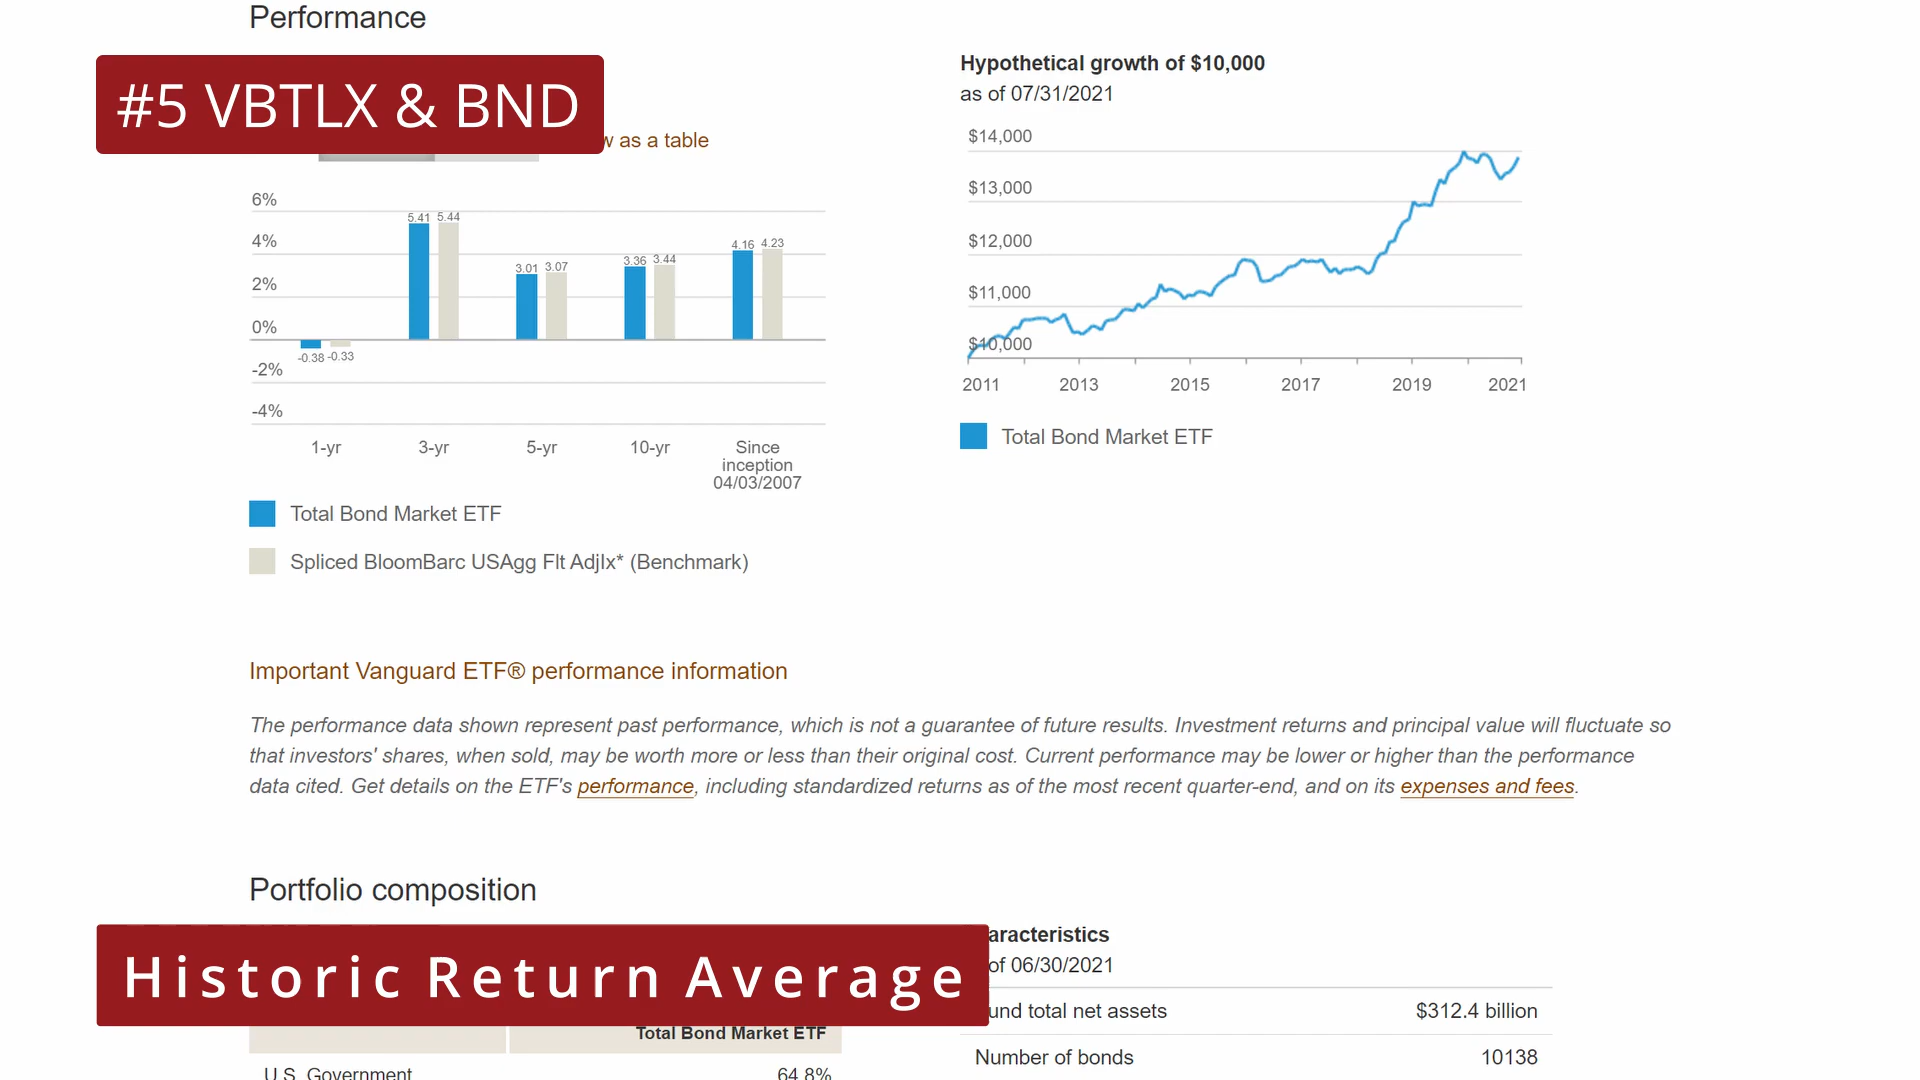 Performance
#5 VBTLX & BND
w as a table
6%
4%
2%
0%
-2%
-4%
5.41 5.44
3.01 3.07
3.36 3.44
4.16 4.23
-0.38 -0.33
1-yr 3-yr 5-yr 10-yr Since
inception
04/03/2007
Total Bond Market ETF
Spliced BloomBarc USAgg Flt AdjIx* (Benchmark)
Hypothetical growth of $10,000
as of 07/31/2021
$14,000
$13,000
$12,000
$11,000
$10,000
2011 2013 2015 2017 2019 2021
Total Bond Market ETF
Important Vanguard ETF® performance information
The performance data shown represent past performance, which is not a guarantee of future results. Investment returns and principal value will fluctuate so
that investors' shares, when sold, may be worth more or less than their original cost. Current performance may be lower or higher than the performance
data cited. Get details on the ETF's performance, including standardized returns as of the most recent quarter-end, and on its expenses and fees.
Portfolio composition
Historic Return Average
Total Bond Market ETF
U.S. Government 64.8%
aracteristics
of 06/30/2021
und total net assets $312.4 billion
Number of bonds 10138